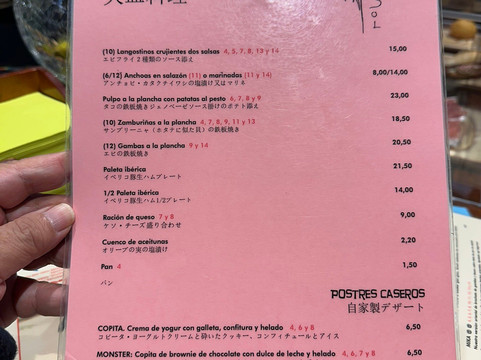 (10) Langostinos crujientes dos salsas 4, 5, 7, 8, 13 y 14 15,00
エビフライ2種類のソース添え
(6/12) Anchoas en salazón (11) o marinadas (11 y 14) 8,00/14,00
アンチョビ・カタクチイワシの塩漬け又はマリネ
Pulpo a la plancha con patatas al pesto 6, 7, 8 y 9 23,00
タコの鉄板焼きジェノベーゼソース掛けのポテト添え
(10) Zamburiñas a la plancha 4, 7, 8, 9, 11 y 13 18,50
サンブリーニャ(ホタテに似た貝)の鉄板焼き
(12) Gambas a la plancha 9 y 14 20,50
エビの鉄板焼き
Paleta ibérica 21,50
イベリコ豚生ハムプレート
1/2 Paleta ibérica 14,00
イベリコ豚生ハム1/2プレート
Ración de queso 7 y 8 9,00
ケソ・チーズ盛り合わせ
Cuenco de aceitunas 2,20
オリーブの実の塩漬け
Pan 4 1,50
パン
POSTRES CASEROS
自家製デザート
COPITA. Crema de yogur con galleta, confitura y helado 4, 6 y 8 6,50
コピータ・ヨーグルトクリームと砕いたクッキー、コンフィチュールとアイス
MONSTER: Copita de brownie de chocolate con dulce de leche y helado 4, 6, 7 y 8 6,50